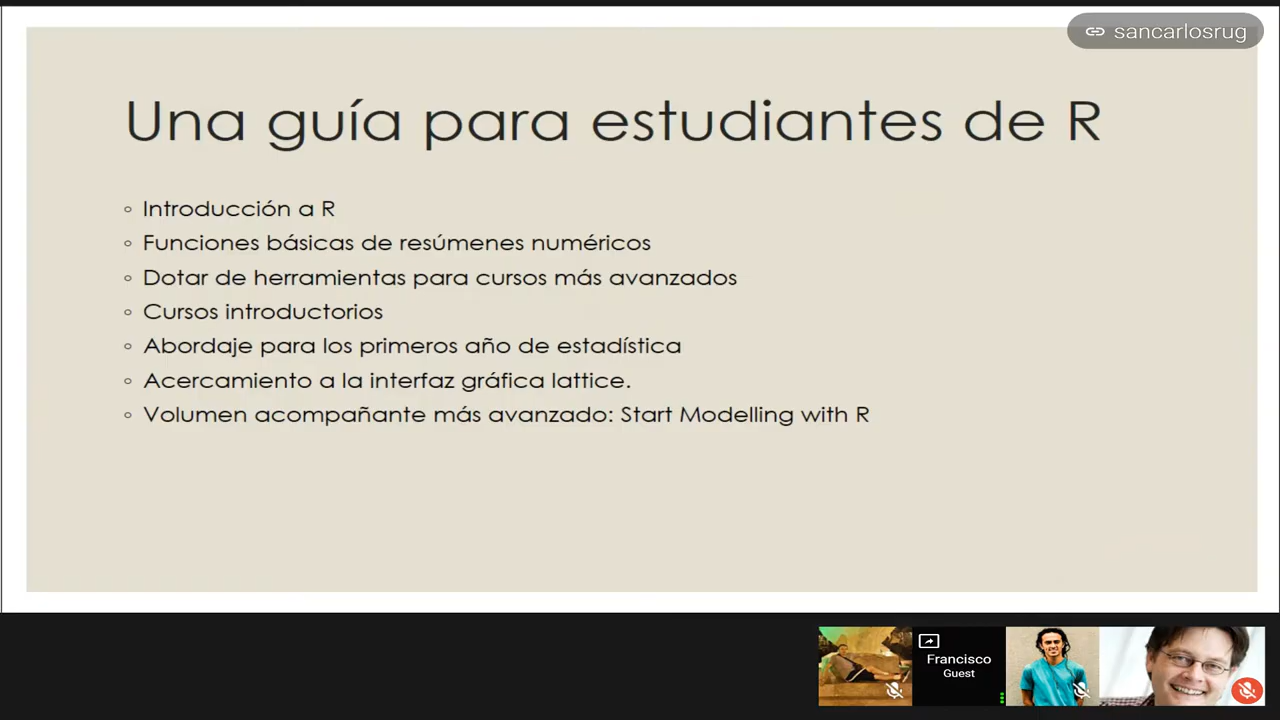 sancarlosrug
Una guía para estudiantes de R
◦ Introducción a R
◦ Funciones básicas de resúmenes numéricos
◦ Dotar de herramientas para cursos más avanzados
◦ Cursos introductorios
◦ Abordaje para los primeros año de estadística
◦ Acercamiento a la interfaz gráfica lattice.
◦ Volumen acompañante más avanzado: Start Modelling with R
Francisco
Guest